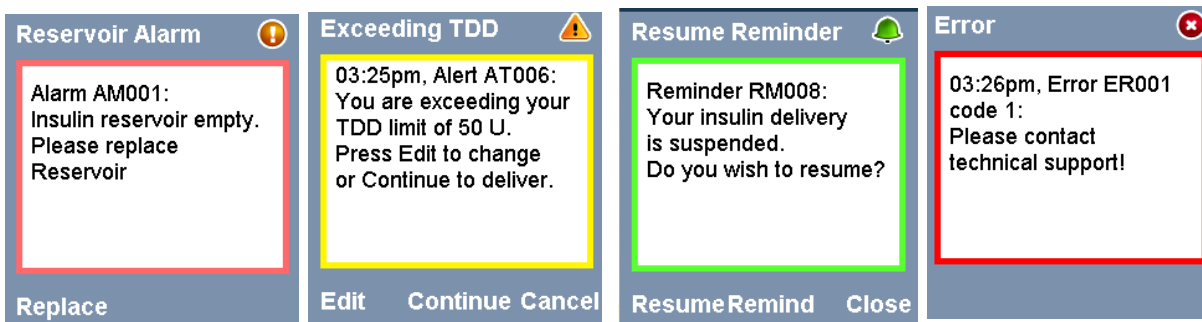 Reservoir Alarm
Alarm AM001:
Insulin reservoir empty.
Please replace
Reservoir
Replace
Exceeding TDD
03:25pm, Alert AT006:
You are exceeding your
TDD limit of 50 U.
Press Edit to change
or Continue to deliver.
Edit Continue Cancel
Resume Reminder
Reminder RM008:
Your insulin delivery
is suspended.
Do you wish to resume?
Resume Remind Close
Error
03:26pm, Error ER001
code 1:
Please contact
technical support!